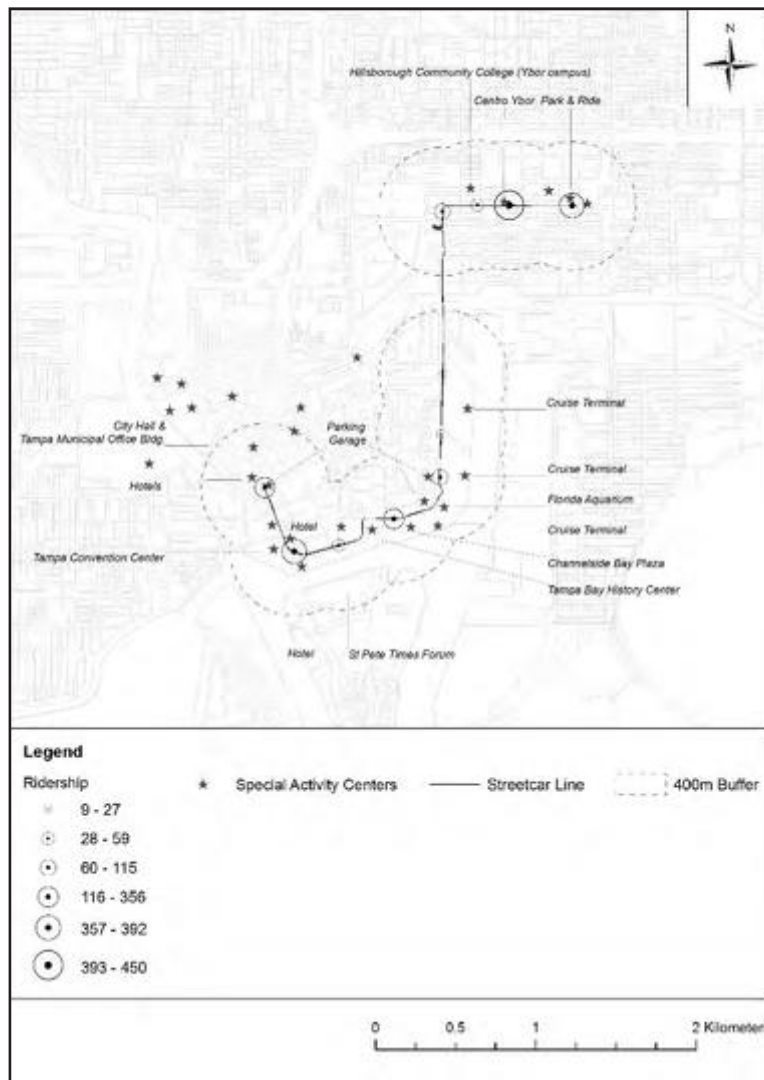 N
Hillsborough Community College (Ybor campus)
Centro Ybor Park & Ride
Cruise Terminal
City Hall &
Tampa Municipal Office Bldg
Parking
Garage
Cruise Terminal
Hotels
Florida Aquarium
Hotel
Cruise Terminal
Tampa Convention Center
Channelside Bay Plaza
Tampa Bay History Center
Hotel
St Pete Times Forum
Legend
Ridership
Special Activity Centers
Streetcar Line
400m Buffer
9 - 27
28 - 59
60 - 115
116 - 356
357 - 392
393 - 450
0 0.5 1 2 Kilometer